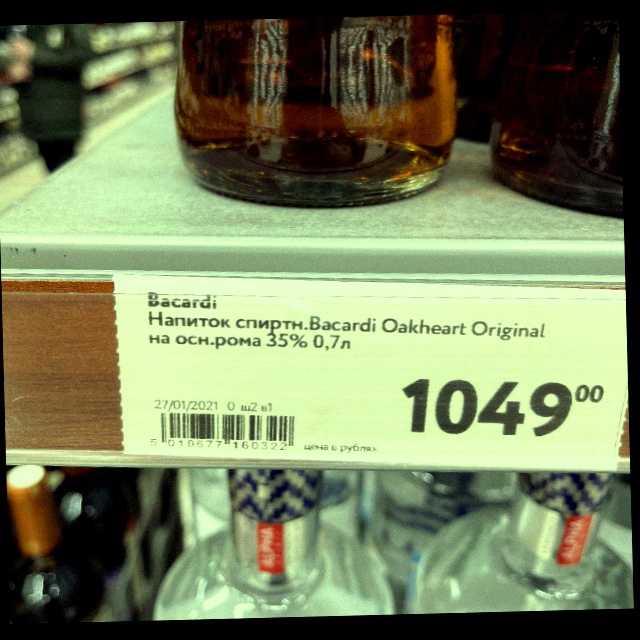 Bacardi
Напиток спиртн.Bacardi Oakheart Original
на осн.рома 35% 0,7л
1049 00
27/01/2021 0 ш2 в1
5 010677 160322
цена в рублях